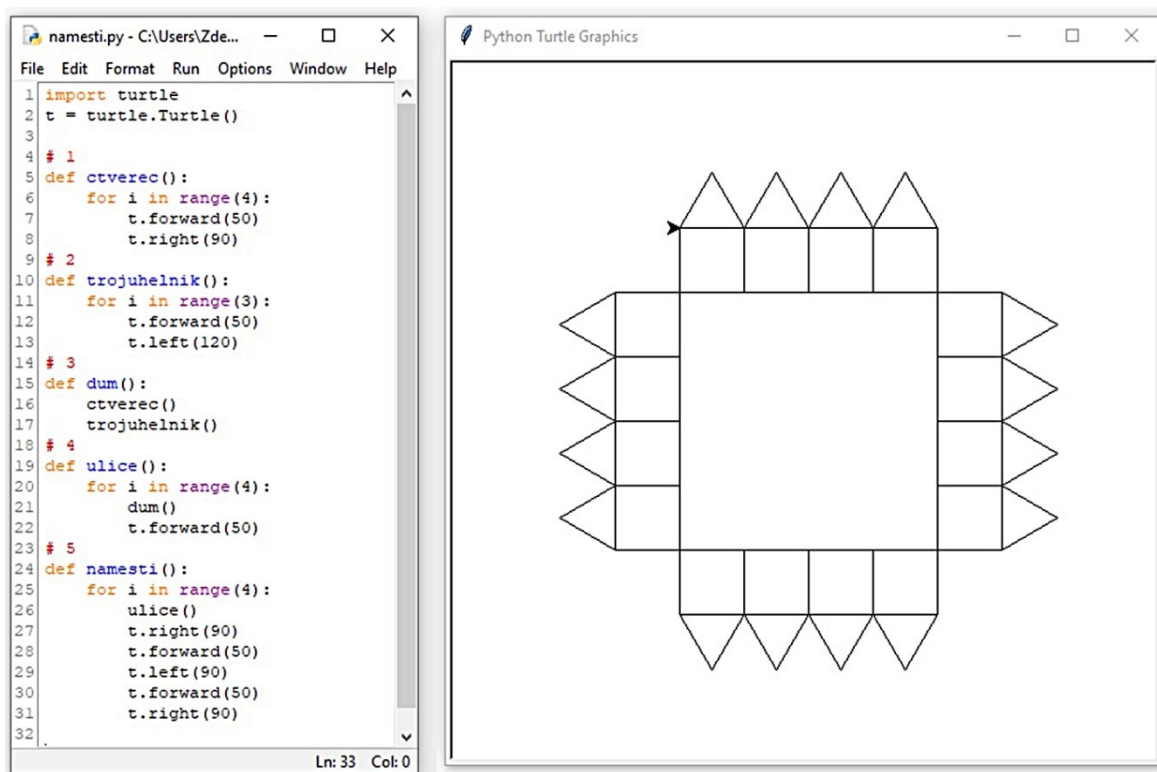 namesti.py - C:\Users\Zde...
File Edit Format Run Options Window Help
1 import turtle
2 t = turtle.Turtle()
3
4 # 1
5 def ctverec():
6     for i in range(4):
7         t.forward(50)
8         t.right(90)
9 # 2
10 def trojuhelnik():
11     for i in range(3):
12         t.forward(50)
13         t.left(120)
14 # 3
15 def dum():
16     ctverec()
17     trojuhelnik()
18 # 4
19 def ulice():
20     for i in range(4):
21         dum()
22         t.forward(50)
23 # 5
24 def namesti():
25     for i in range(4):
26         ulice()
27         t.right(90)
28         t.forward(50)
29         t.left(90)
30         t.forward(50)
31         t.right(90)
32
Ln: 33 Col: 0
Python Turtle Graphics